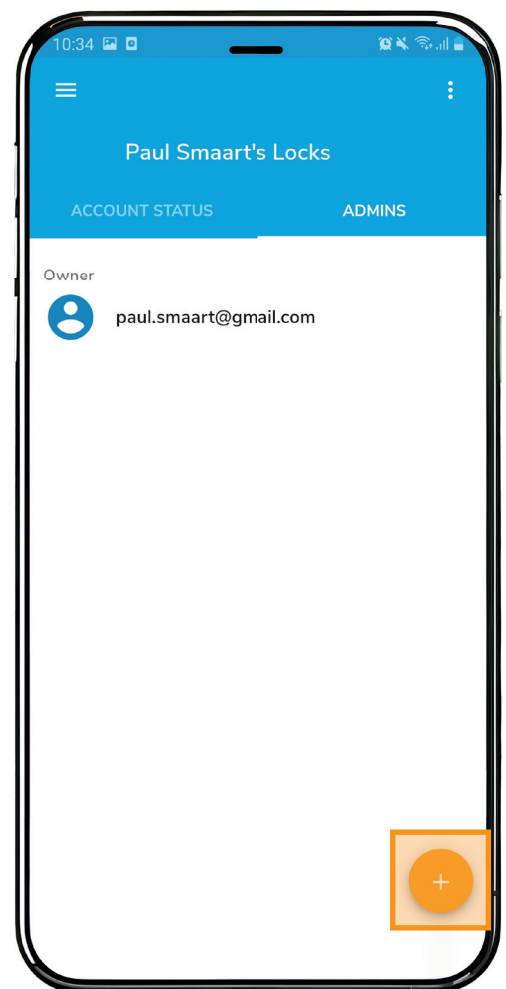 10:34
Paul Smaart's Locks
ACCOUNT STATUS ADMINS
Owner
paul.smaart@gmail.com
+